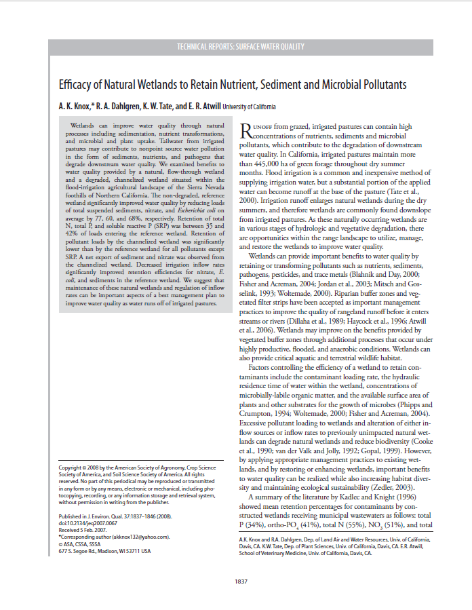 TECHNICAL REPORTS: SURFACE WATER QUALITY
Efficacy of Natural Wetlands to Retain Nutrient, Sediment and Microbial Pollutants
A. K. Knox,* R. A. Dahlgren, K. W. Tate, and E. R. Atwill University of California
Wetlands can improve water quality through natural
processes including sedimentation, nutrient transformations,
and microbial and plant uptake. Tailwater from irrigated
pastures may contribute to nonpoint source water pollution
in the form of sediments, nutrients, and pathogens that
degrade downstream water quality. We examined benefits to
water quality provided by a natural, flow-through wetland
and a degraded, channelized wetland situated within the
flood-irrigation agricultural landscape of the Sierra Nevada
foothills of Northern California. The non-degraded, reference
wetland significantly improved water quality by reducing loads
of total suspended sediments, nitrate, and Escherichia coli on
average by 77, 60, and 68%, respectively. Retention of total
N, total P, and soluble reactive P (SRP) was between 35 and
42% of loads entering the reference wetland. Retention of
pollutant loads by the channelized wetland was significantly
lower than by the reference wetland for all pollutants except
SRP. A net export of sediment and nitrate was observed from
the channelized wetland. Decreased irrigation inflow rates
significantly improved retention efficiencies for nitrate, E.
coli, and sediments in the reference wetland. We suggest that
maintenance of these natural wetlands and regulation of inflow
rates can be important aspects of a best management plan to
improve water quality as water runs off of irrigated pastures.
Copyright © 2008 by the American Society of Agronomy, Crop Science
Society of America, and Soil Science Society of America. All rights
reserved. No part of this periodical may be reproduced or transmitted
in any form or by any means, electronic or mechanical, including pho-
tocopying, recording, or any information storage and retrieval system,
without permission in writing from the publisher.
Published in J. Environ. Qual. 37:1837–1846 (2008).
doi:10.2134/jeq2007.0067
Received 5 Feb. 2007.
*Corresponding author (akknox132@yahoo.com).
© ASA, CSSA, SSSA
677 S. Segoe Rd., Madison, WI 53711 USA
Runoff from grazed, irrigated pastures can contain high
concentrations of nutrients, sediments and microbial
pollutants, which contribute to the degradation of downstream
water quality. In California, irrigated pastures maintain more
than 445,000 ha of green forage throughout dry summer
months. Flood irrigation is a common and inexpensive method of
supplying irrigation water, but a substantial portion of the applied
water can become runoff at the base of the pasture (Tate et al.,
2000). Irrigation runoff enlarges natural wetlands during the dry
summers, and therefore wetlands are commonly found downslope
from irrigated pastures. As these naturally occurring wetlands are
in various stages of hydrologic and vegetative degradation, there
are opportunities within the range landscape to utilize, manage,
and restore the wetlands to improve water quality.
Wetlands can provide important benefits to water quality by
retaining or transforming pollutants such as nutrients, sediments,
pathogens, pesticides, and trace metals (Blahnik and Day, 2000;
Fisher and Acreman, 2004; Jordan et al., 2003; Mitsch and Gos-
selink, 1993; Woltemade, 2000). Riparian buffer zones and veg-
etated filter strips have been accepted as important management
practices to improve the quality of rangeland runoff before it enters
streams or rivers (Dillaha et al., 1989; Haycock et al., 1996; Atwill
et al., 2006). Wetlands may improve on the benefits provided by
vegetated buffer zones through additional processes that occur under
highly productive, flooded, and anaerobic conditions. Wetlands can
also provide critical aquatic and terrestrial wildlife habitat.
Factors controlling the efficiency of a wetland to retain con-
taminants include the contaminant loading rate, the hydraulic
residence time of water within the wetland, concentrations of
microbially-labile organic matter, and the available surface area of
plants and other substrates for the growth of microbes (Phipps and
Crumpton, 1994; Woltemade, 2000; Fisher and Acreman, 2004).
Excessive pollutant loading to wetlands and alteration of either in-
flow sources or inflow rates to previously unimpacted natural wet-
lands can degrade natural wetlands and reduce biodiversity (Cooke
et al., 1990; van der Valk and Jolly, 1992; Gopal, 1999). However,
by applying appropriate management practices to existing wet-
lands, and by restoring or enhancing wetlands, important benefits
to water quality can be realized while also increasing habitat diver-
sity and maintaining ecological sustainability (Zedler, 2003).
A summary of the literature by Kadlec and Knight (1996)
showed mean retention percentages for contaminants by con-
structed wetlands receiving municipal wastewaters as follows: total
P (34%), ortho-PO₄ (41%), total N (55%), NO₃ (51%), and total
A.K. Knox and R.A. Dahlgren, Dep. of Land Air and Water Resources, Univ. of California,
Davis, CA. K.W. Tate, Dep. of Plant Sciences, Univ. of California, Davis, CA. E.R. Atwill,
School of Veterinary Medicine, Univ. of California, Davis, CA.
1837